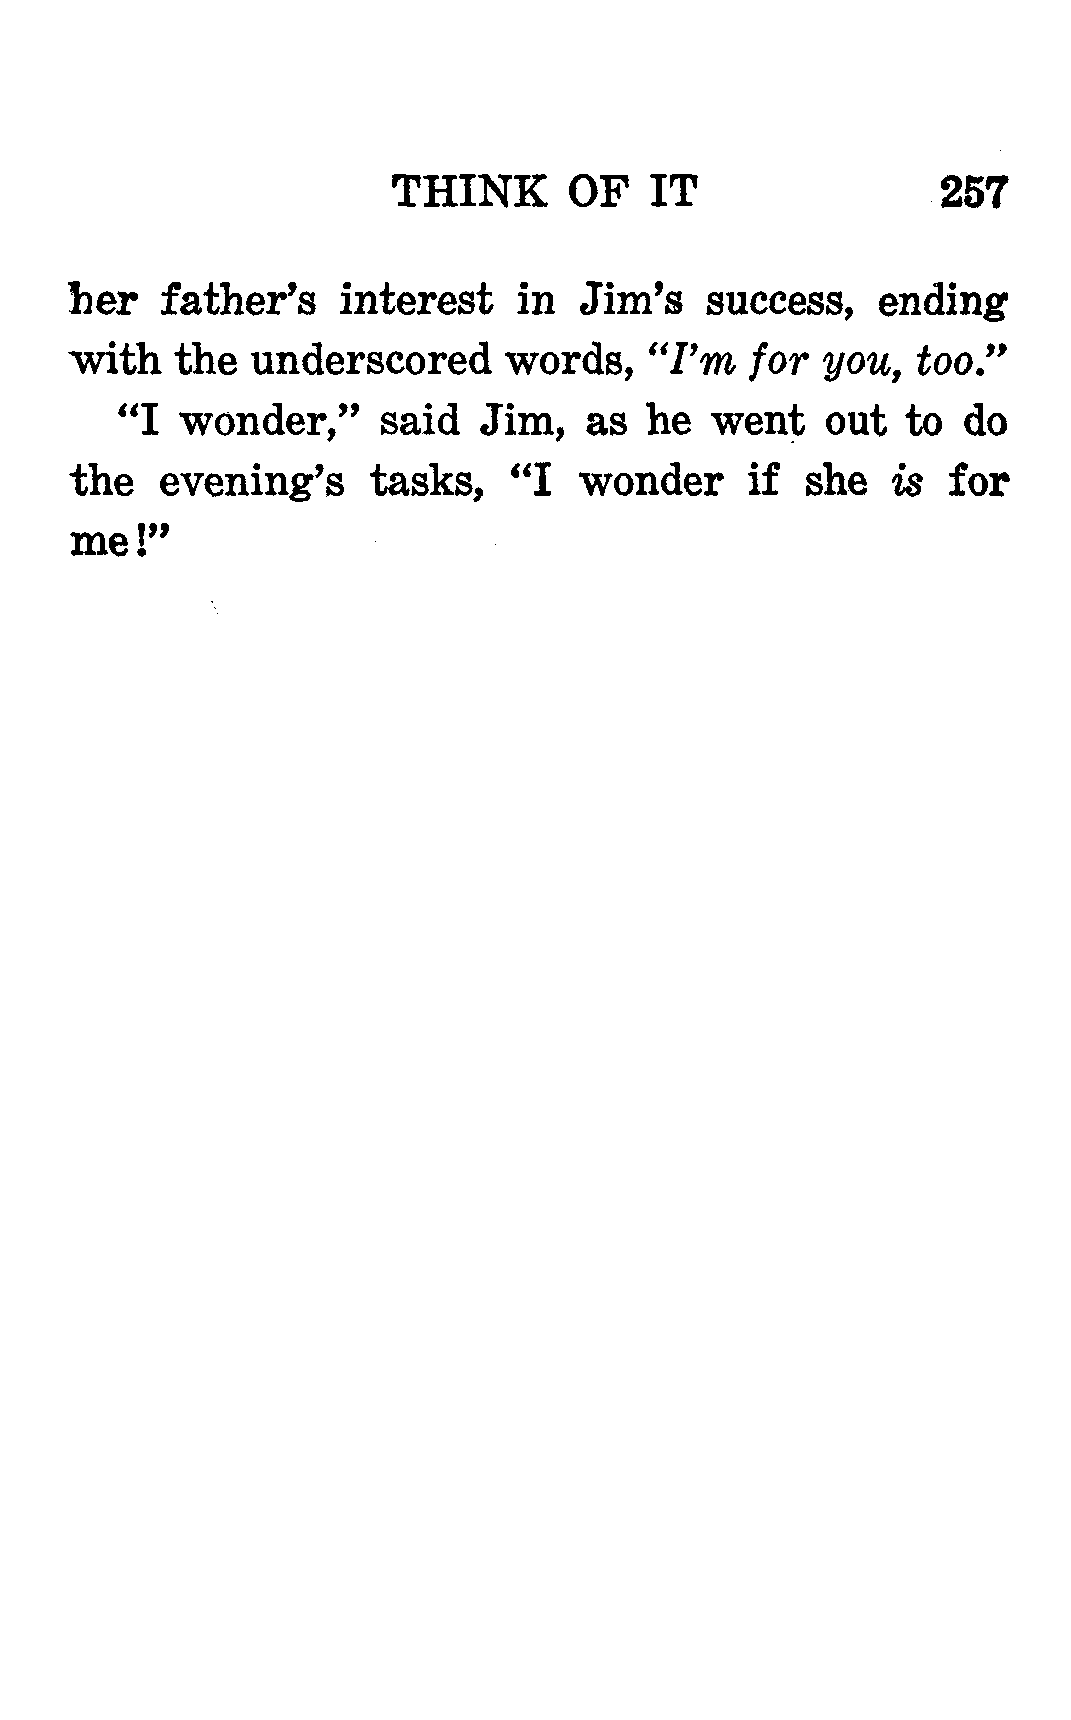 THINK OF IT 257
her father's interest in Jim's success, ending
with the underscored words, "I'm for you, too."
"I wonder," said Jim, as he went out to do
the evening's tasks, "I wonder if she is for
me!"